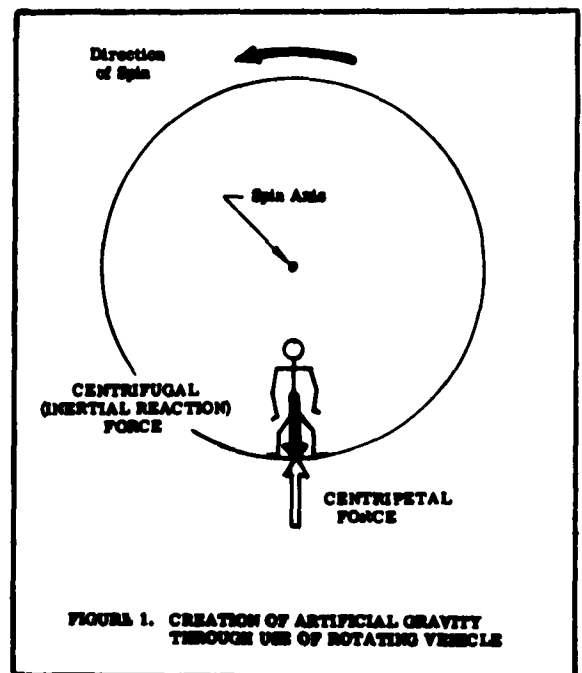 Direction
of Spin
Spin Axis
CENTRIFUGAL
(INERTIAL REACTION)
FORCE
CENTRIPETAL
FORCE
FIGURE 1. CREATION OF ARTIFICIAL GRAVITY
THROUGH USE OF ROTATING VEHICLE